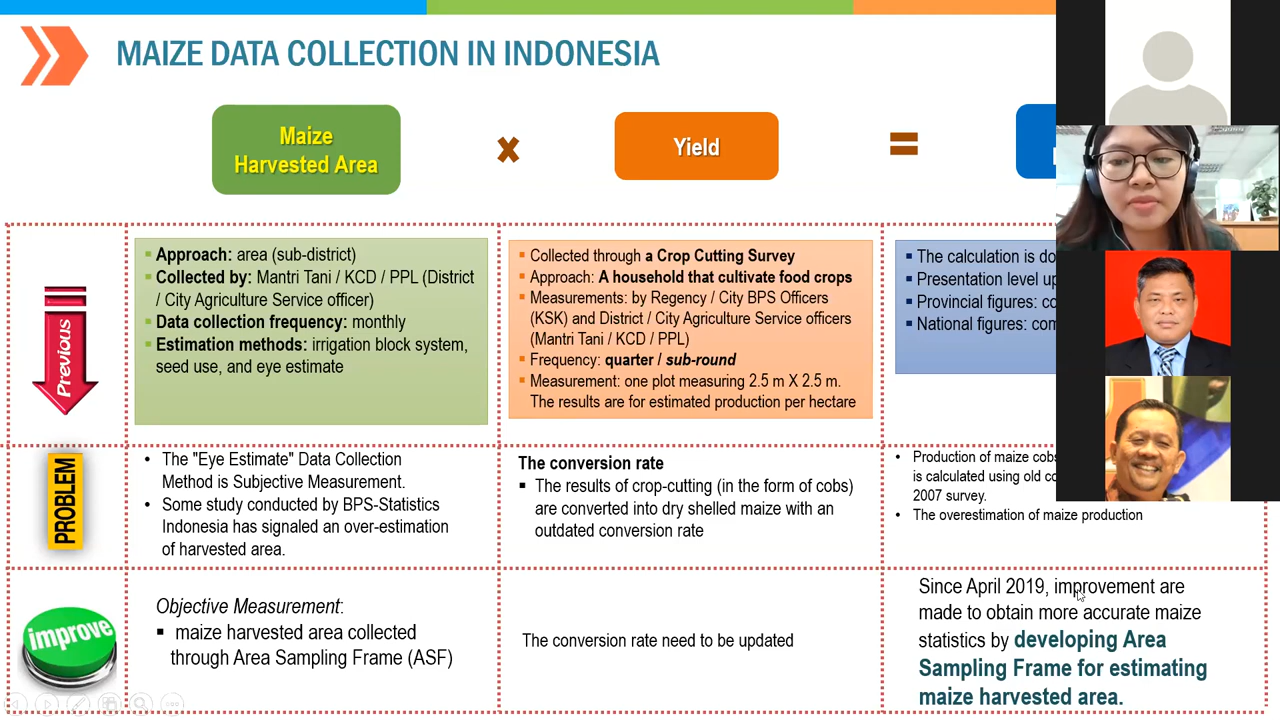 MAIZE DATA COLLECTION IN INDONESIA
Maize
Harvested Area
x
Yield
=
Previous
▪ Approach: area (sub-district)
▪ Collected by: Mantri Tani / KCD / PPL (District
/ City Agriculture Service officer)
▪ Data collection frequency: monthly
▪ Estimation methods: irrigation block system,
seed use, and eye estimate
▪ Collected through a Crop Cutting Survey
▪ Approach: A household that cultivate food crops
▪ Measurements: by Regency / City BPS Officers
(KSK) and District / City Agriculture Service officers
(Mantri Tani / KCD / PPL)
▪ Frequency: quarter / sub-round
▪ Measurement: one plot measuring 2.5 m X 2.5 m.
The results are for estimated production per hectare
▪ The calculation is do
▪ Presentation level up
▪ Provincial figures: co
▪ National figures: com
PROBLEM
• The "Eye Estimate" Data Collection
Method is Subjective Measurement.
• Some study conducted by BPS-Statistics
Indonesia has signaled an over-estimation
of harvested area.
The conversion rate
▪ The results of crop-cutting (in the form of cobs)
are converted into dry shelled maize with an
outdated conversion rate
• Production of maize cobs
is calculated using old co
2007 survey.
• The overestimation of maize production
improve
Objective Measurement:
▪ maize harvested area collected
through Area Sampling Frame (ASF)
The conversion rate need to be updated
Since April 2019, improvement are
made to obtain more accurate maize
statistics by developing Area
Sampling Frame for estimating
maize harvested area.